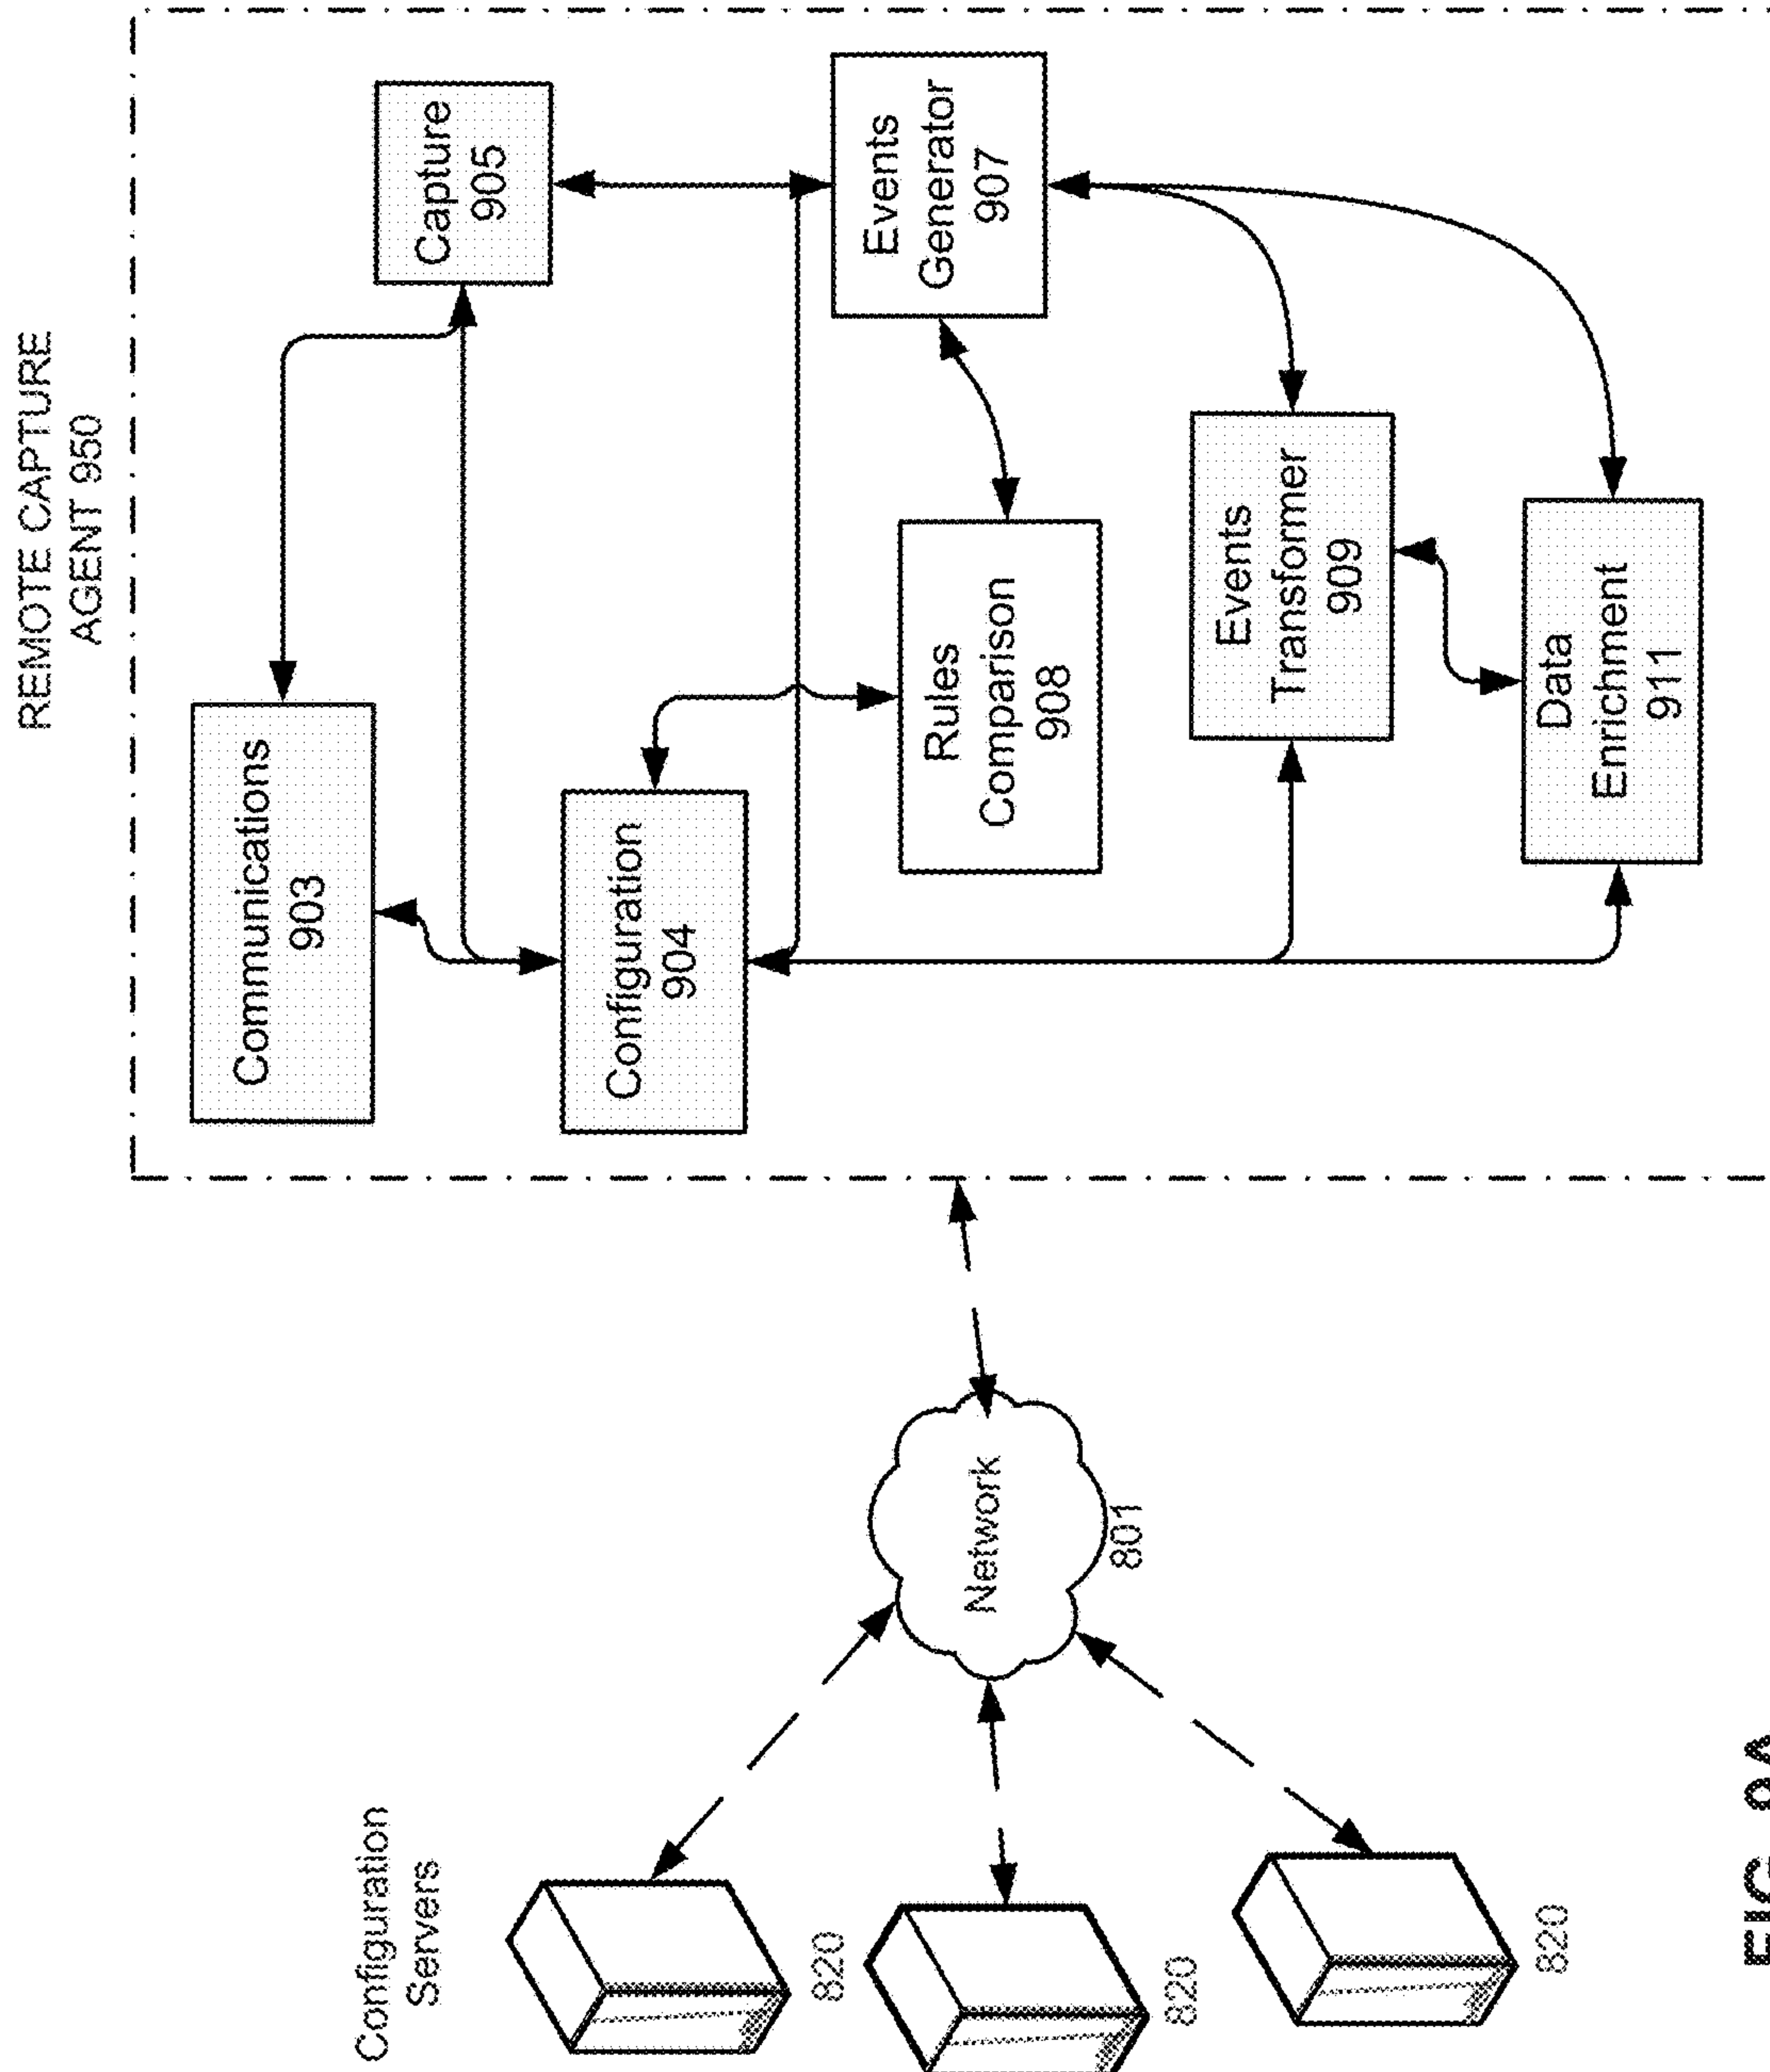 REMOTE CAPTURE
AGENT 950
Configuration
Servers
820
820
820
Network
801
Communications
903
Configuration
904
Capture
905
Rules
Comparison
908
Events
Generator
907
Events
Transformer
909
Data
Enrichment
911